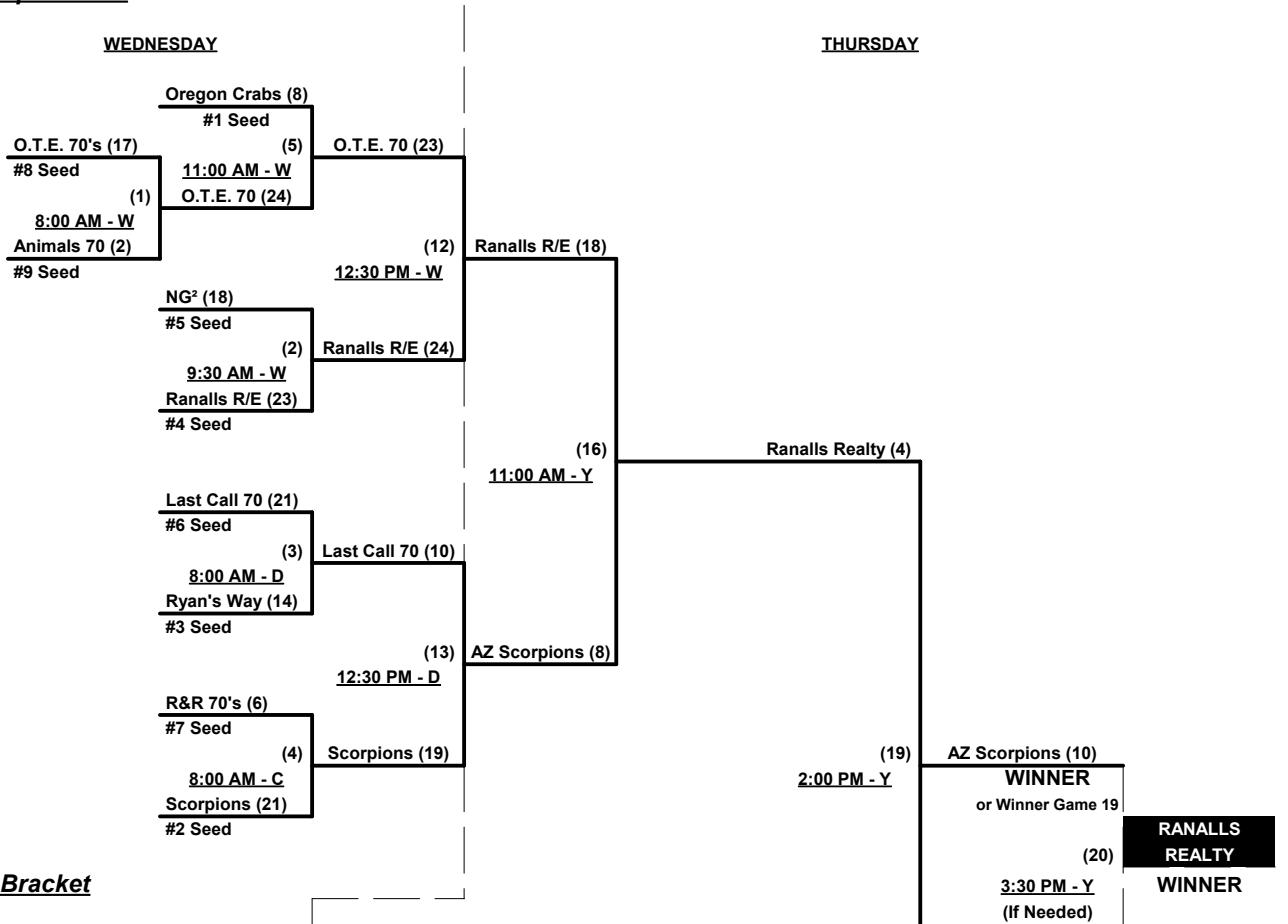 WEDNESDAY
THURSDAY
Oregon Crabs (8)
#1 Seed
O.T.E. 70's (17)
(5)
O.T.E. 70 (23)
#8 Seed
11:00 AM - W
(1)
O.T.E. 70 (24)
8:00 AM - W
Animals 70 (2)
(12)
Ranalls R/E (18)
#9 Seed
12:30 PM - W
NG² (18)
#5 Seed
(2)
Ranalls R/E (24)
9:30 AM - W
Ranalls R/E (23)
#4 Seed
(16)
Ranalls Realty (4)
11:00 AM - Y
Last Call 70 (21)
#6 Seed
(3)
Last Call 70 (10)
8:00 AM - D
Ryan's Way (14)
#3 Seed
(13)
AZ Scorpions (8)
12:30 PM - D
R&R 70's (6)
#7 Seed
(4)
Scorpions (19)
(19)
AZ Scorpions (10)
8:00 AM - C
2:00 PM - Y
WINNER
Scorpions (21)
or Winner Game 19
#2 Seed
RANALLS
(20)
REALTY
Bracket
3:30 PM - Y
WINNER
(If Needed)